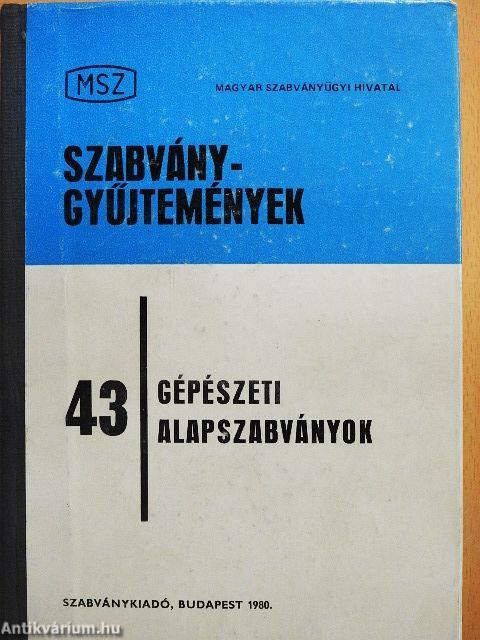 MSZ
MAGYAR SZABVÁNYÜGYI HIVATAL
SZABVÁNY-
GYŰJTEMÉNYEK
43
GÉPÉSZETI
ALAPSZABVÁNYOK
SZABVÁNYKIADÓ, BUDAPEST 1980.
Antikvárium.hu